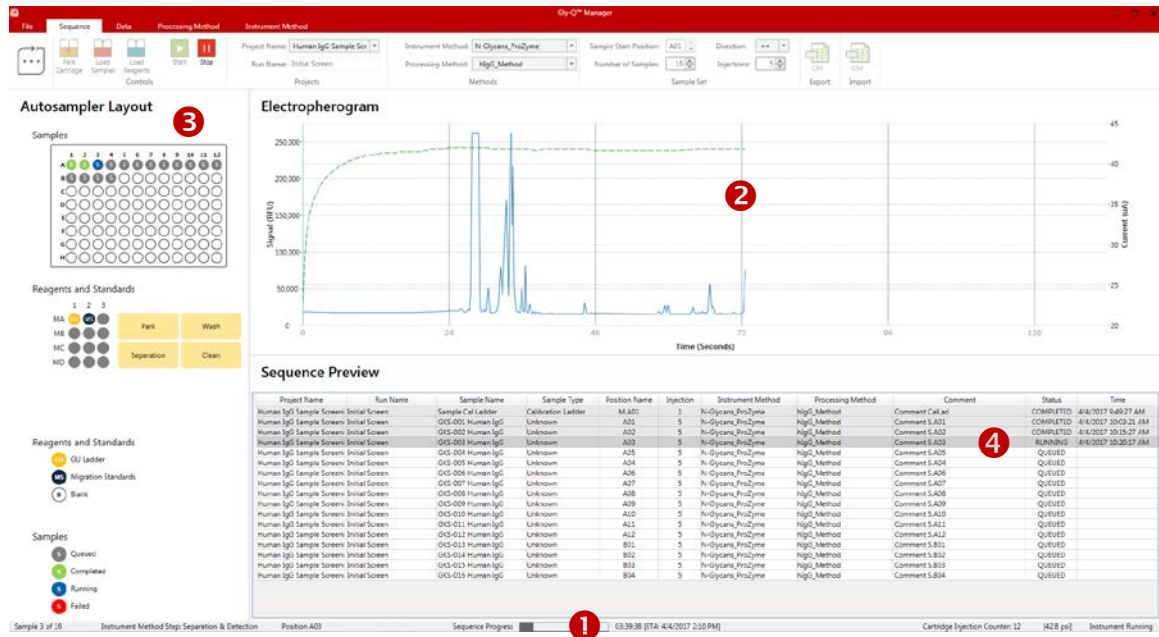 Gly-Q™ Manager
File Sequence Data Processing Method Instrument Method
Park Cartridge
Load Samples
Load Reagents
Start
Stop
Controls
Project Name: Human IgG Sample Scr
Run Name: Initial Screen
Projects
Instrument Method: N-Glycans_ProZyme
Processing Method: NIgG_Method
Methods
Sample Start Position: A01 Direction:
Number of Samples: 16 Injections: 5
Sample Set
CSV
Export
CSV
Import
Autosampler Layout
3
Samples
1 2 3 4 5 6 7 8 9 10 11 12
A
B
C
D
E
F
G
H
Reagents and Standards
1 2 3
MA GU MS
MB
MC
MD
Park Wash
Separation Clean
Reagents and Standards
GU GU Ladder
MS Migration Standards
B Blank
Samples
S Queued
S Completed
S Running
S Failed
Electropherogram
2
Signal (RFU)
250,000
200,000
150,000
100,000
50,000
0
0 24 48 72 96 120
Time (Seconds)
45
40
35
30
25
20
Current (µA)
Sequence Preview
Project Name Run Name Sample Name Sample Type Position Name Injection Instrument Method Processing Method Comment Status Time
Human IgG Sample Screeni Initial Screen Sample Cal Ladder Calibration Ladder M.A01 1 N-Glycans_ProZyme NIgG_Method Comment CalLad COMPLETED 4/4/2017 9:49:27 AM
Human IgG Sample Screeni Initial Screen GKS-001 Human IgG Unknown A01 5 N-Glycans_ProZyme NIgG_Method Comment S.A01 COMPLETED 4/4/2017 10:03:21 AM
Human IgG Sample Screeni Initial Screen GKS-002 Human IgG Unknown A02 5 N-Glycans_ProZyme NIgG_Method Comment S.A02 COMPLETED 4/4/2017 10:15:27 AM
Human IgG Sample Screeni Initial Screen GKS-003 Human IgG Unknown A03 5 N-Glycans_ProZyme NIgG_Method Comment S.A03 RUNNING 4/4/2017 10:20:17 AM
Human IgG Sample Screeni Initial Screen GKS-004 Human IgG Unknown A05 5 N-Glycans_ProZyme NIgG_Method Comment S.A05 QUEUED
Human IgG Sample Screeni Initial Screen GKS-005 Human IgG Unknown A04 5 N-Glycans_ProZyme NIgG_Method Comment S.A04 QUEUED
Human IgG Sample Screeni Initial Screen GKS-006 Human IgG Unknown A06 5 N-Glycans_ProZyme NIgG_Method Comment S.A06 QUEUED
Human IgG Sample Screeni Initial Screen GKS-007 Human IgG Unknown A07 5 N-Glycans_ProZyme NIgG_Method Comment S.A07 QUEUED
Human IgG Sample Screeni Initial Screen GKS-008 Human IgG Unknown A08 5 N-Glycans_ProZyme NIgG_Method Comment S.A08 QUEUED
Human IgG Sample Screeni Initial Screen GKS-009 Human IgG Unknown A09 5 N-Glycans_ProZyme NIgG_Method Comment S.A09 QUEUED
Human IgG Sample Screeni Initial Screen GKS-010 Human IgG Unknown A10 5 N-Glycans_ProZyme NIgG_Method Comment S.A10 QUEUED
Human IgG Sample Screeni Initial Screen GKS-011 Human IgG Unknown A11 5 N-Glycans_ProZyme NIgG_Method Comment S.A11 QUEUED
Human IgG Sample Screeni Initial Screen GKS-012 Human IgG Unknown A12 5 N-Glycans_ProZyme NIgG_Method Comment S.A12 QUEUED
Human IgG Sample Screeni Initial Screen GKS-013 Human IgG Unknown B01 5 N-Glycans_ProZyme NIgG_Method Comment S.B01 QUEUED
Human IgG Sample Screeni Initial Screen GKS-014 Human IgG Unknown B02 5 N-Glycans_ProZyme NIgG_Method Comment S.B02 QUEUED
Human IgG Sample Screeni Initial Screen GKS-015 Human IgG Unknown B03 5 N-Glycans_ProZyme NIgG_Method Comment S.B03 QUEUED
Human IgG Sample Screeni Initial Screen GKS-016 Human IgG Unknown B04 5 N-Glycans_ProZyme NIgG_Method Comment S.B04 QUEUED
4
Sample 3 of 16 Instrument Method Step: Separation & Detection Position A03 Sequence Progress 1 03:39:38 [ETA: 4/4/2017 2:10 PM] Cartridge Injection Counter: 12 [42.8 psi] Instrument Running